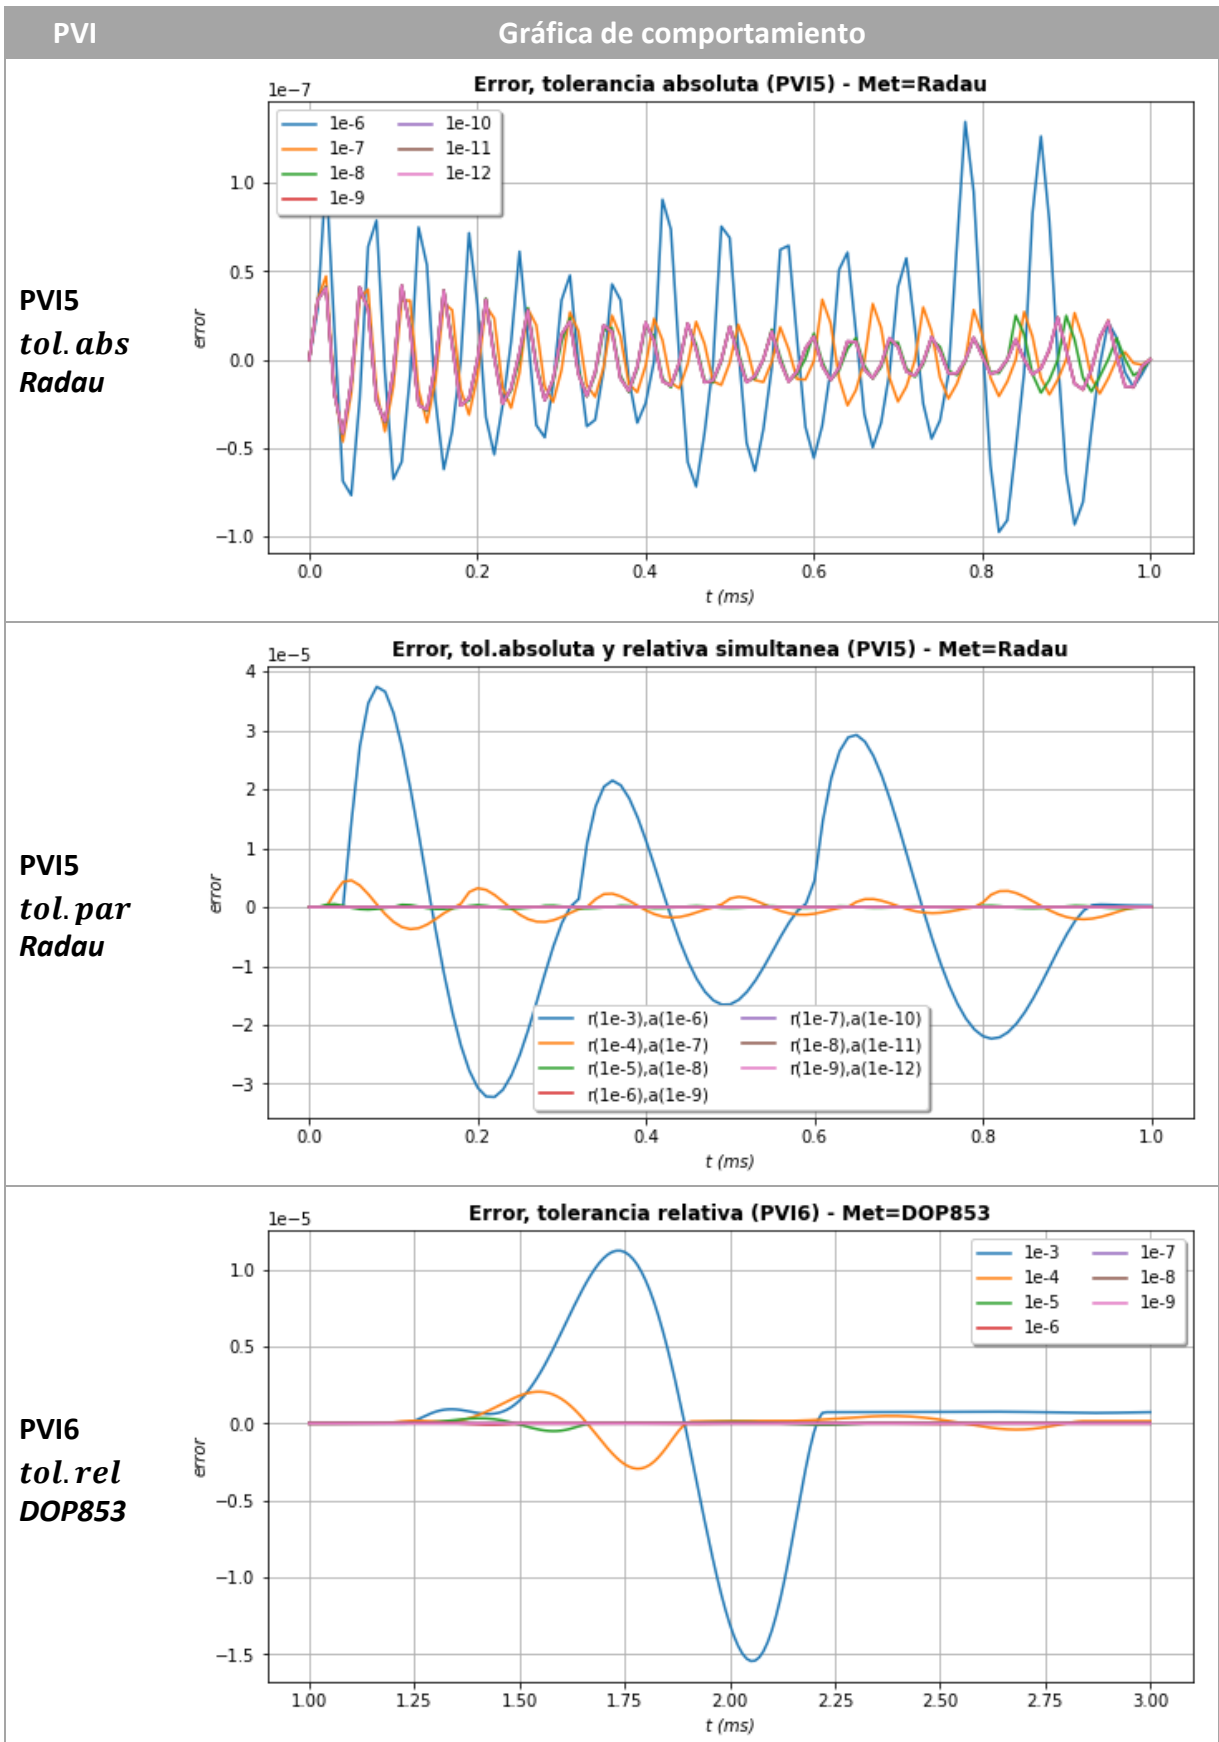 PVI Gráfica de comportamiento
PVI5
tol. abs
Radau
Error, tolerancia absoluta (PVI5) - Met=Radau
1e−7
1e-6 1e-10
1e-7 1e-11
1e-8 1e-12
1e-9
1.0
0.5
0.0
−0.5
−1.0
error
0.0 0.2 0.4 0.6 0.8 1.0
t (ms)
PVI5
tol. par
Radau
Error, tol.absoluta y relativa simultanea (PVI5) - Met=Radau
1e−5
4
3
2
1
0
−1
−2
−3
error
r(1e-3),a(1e-6) r(1e-7),a(1e-10)
r(1e-4),a(1e-7) r(1e-8),a(1e-11)
r(1e-5),a(1e-8) r(1e-9),a(1e-12)
r(1e-6),a(1e-9)
0.0 0.2 0.4 0.6 0.8 1.0
t (ms)
PVI6
tol. rel
DOP853
Error, tolerancia relativa (PVI6) - Met=DOP853
1e−5
1e-3 1e-7
1e-4 1e-8
1e-5 1e-9
1e-6
1.0
0.5
0.0
−0.5
−1.0
−1.5
error
1.00 1.25 1.50 1.75 2.00 2.25 2.50 2.75 3.00
t (ms)